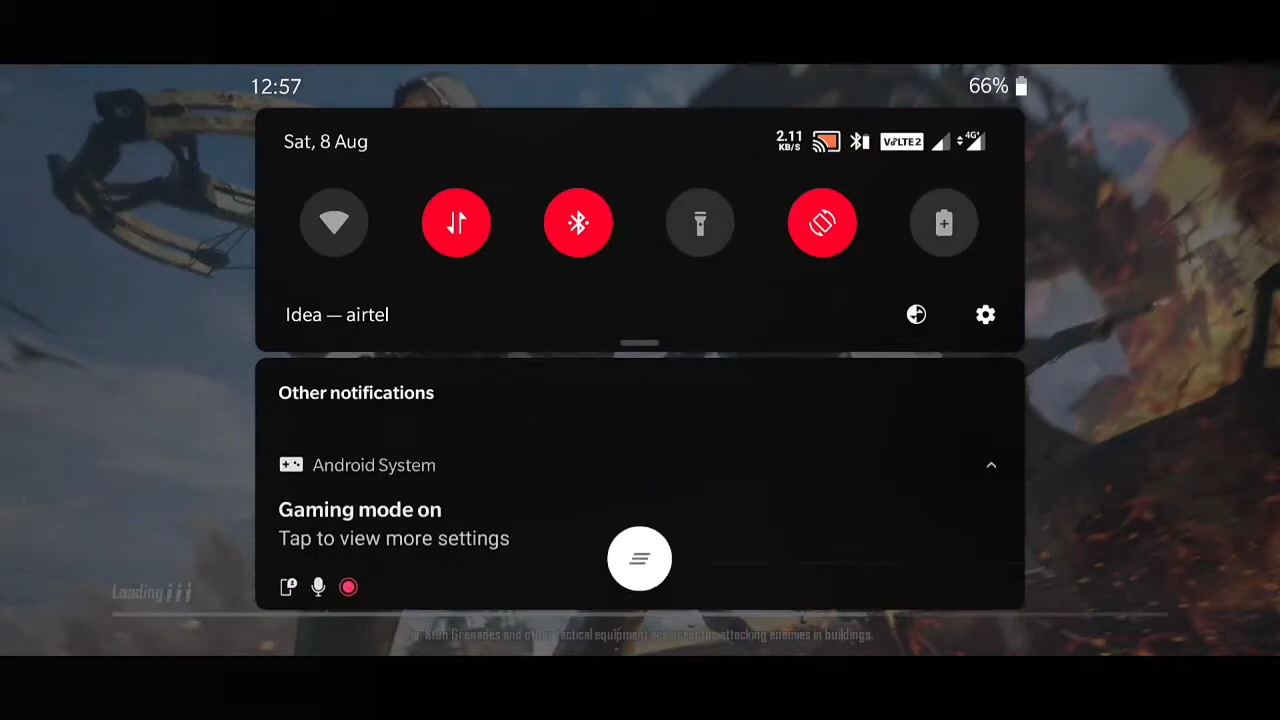 12:57
66%
Sat, 8 Aug
2.11
KB/S
VoLTE2
4G+
Idea — airtel
Other notifications
Android System
Gaming mode on
Tap to view more settings
Loading
Tip: Stun Grenades and other tactical equipment are great for attacking enemies in buildings.